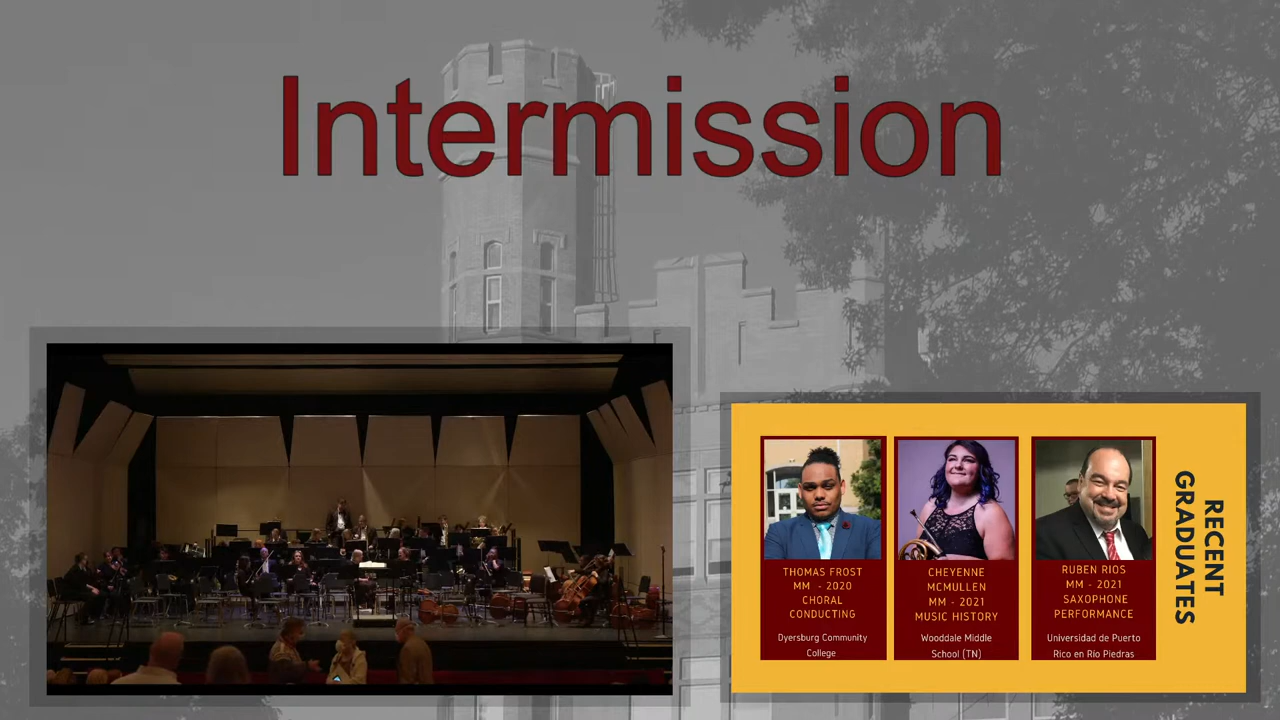 Intermission
THOMAS FROST
MM - 2020
CHORAL
CONDUCTING
Dyersburg Community
College
CHEYENNE
MCMULLEN
MM - 2021
MUSIC HISTORY
Wooddale Middle
School (TN)
RUBEN RIOS
MM - 2021
SAXOPHONE
PERFORMANCE
Universidad de Puerto
Rico en Río Piedras
RECENT
GRADUATES